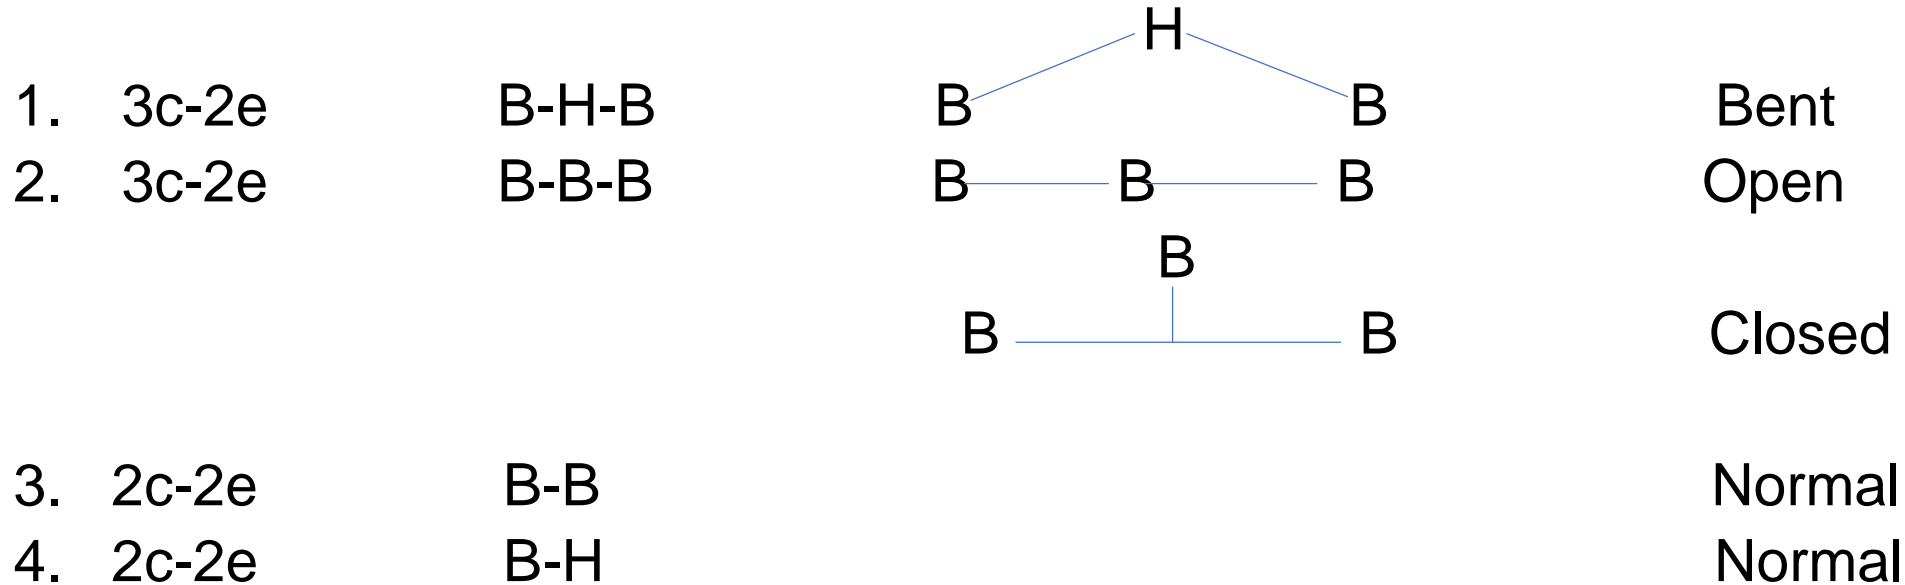 H
1. 3c-2e B-H-B B B Bent
2. 3c-2e B-B-B B B B Open
B
B B Closed
3. 2c-2e B-B Normal
4. 2c-2e B-H Normal